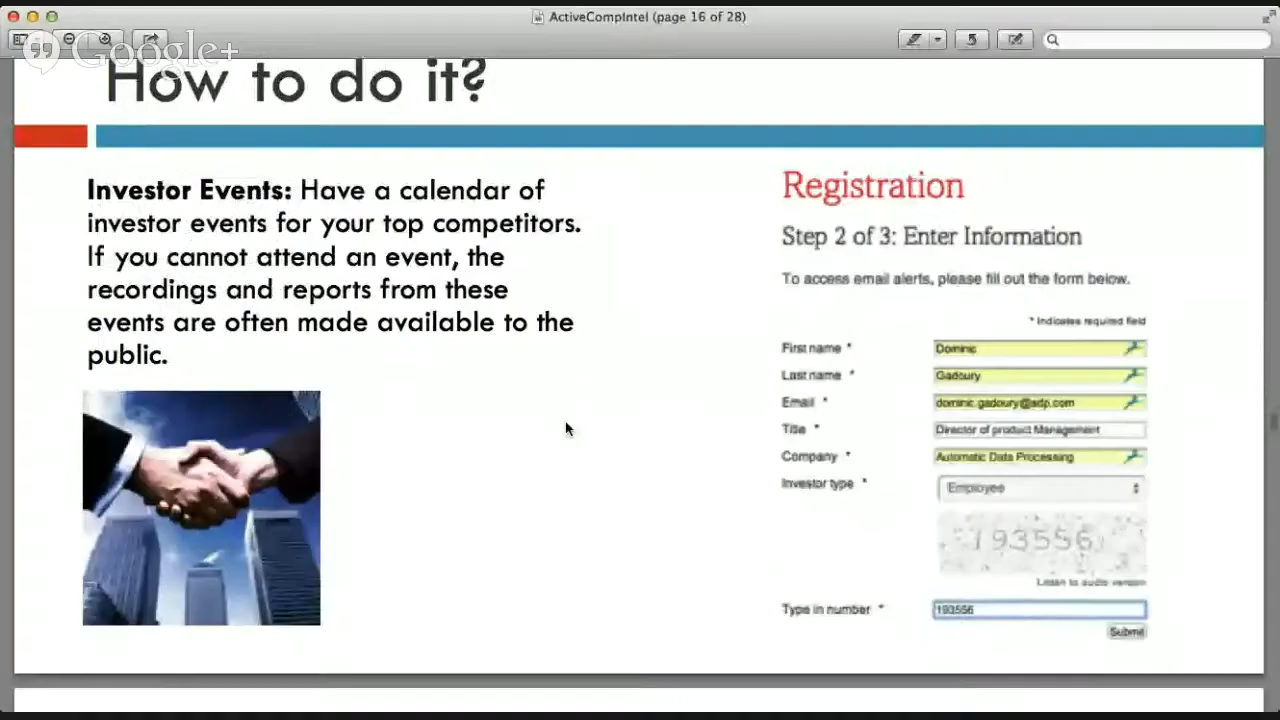 ActiveCompIntel (page 16 of 28)
Google+
How to do it?
Investor Events: Have a calendar of
investor events for your top competitors.
If you cannot attend an event, the
recordings and reports from these
events are often made available to the
public.
Registration
Step 2 of 3: Enter Information
To access email alerts, please fill out the form below.
* Indicates required field
First name * Dominic
Last name * Gadoury
Email * dominic.gadoury@adp.com
Title * Director of product Management
Company * Automatic Data Processing
Investor type * Employee
193556
Listen to audio version
Type in number * 193556
Submit